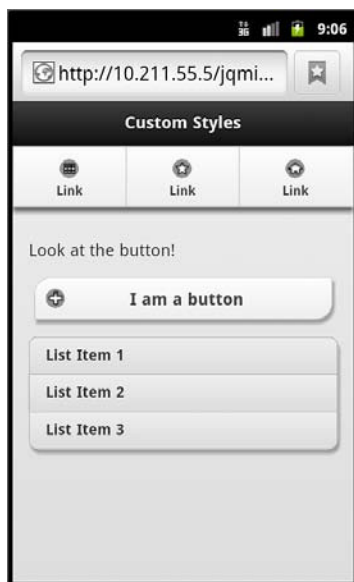 3G 9:06
http://10.211.55.5/jqmi...
Custom Styles
Link Link Link
Look at the button!
I am a button
List Item 1
List Item 2
List Item 3